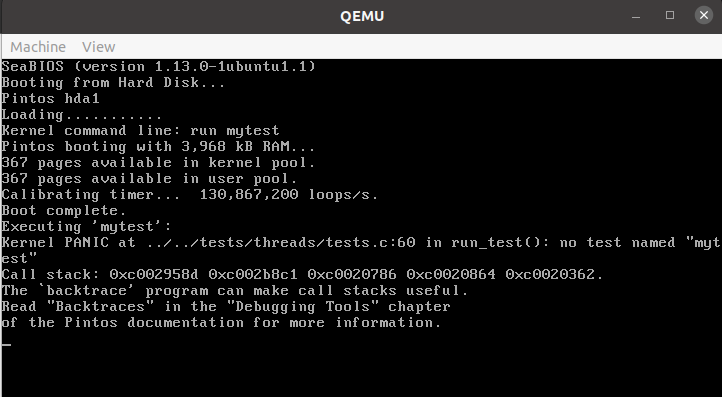 QEMU
Machine View
SeaBIOS (version 1.13.0-1ubuntu1.1)
Booting from Hard Disk...
Pintos hda1
Loading...........
Kernel command line: run mytest
Pintos booting with 3,968 kB RAM...
367 pages available in kernel pool.
367 pages available in user pool.
Calibrating timer...  130,867,200 loops/s.
Boot complete.
Executing 'mytest':
Kernel PANIC at ../../tests/threads/tests.c:60 in run_test(): no test named "myt
est"
Call stack: 0xc002958d 0xc002b8c1 0xc0020786 0xc0020864 0xc0020362.
The `backtrace' program can make call stacks useful.
Read "Backtraces" in the "Debugging Tools" chapter
of the Pintos documentation for more information.